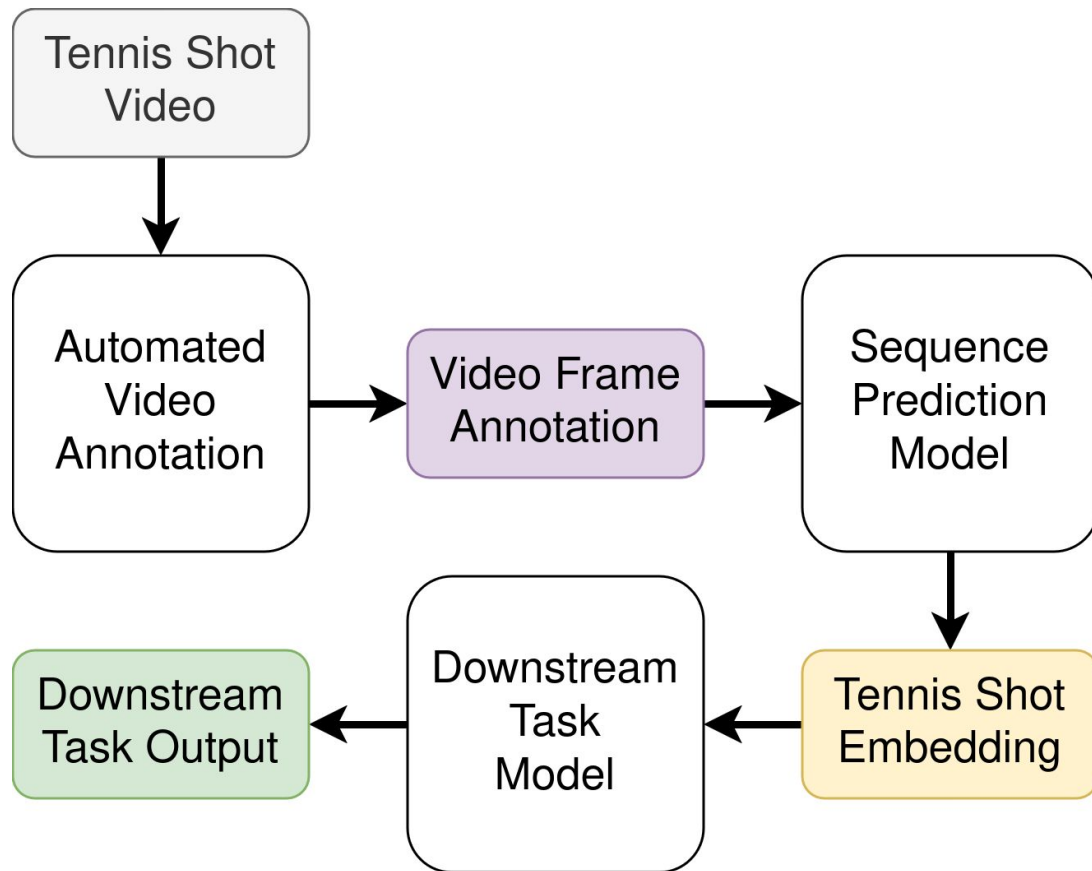 Tennis Shot
Video
Automated
Video
Annotation
Video Frame
Annotation
Sequence
Prediction
Model
Tennis Shot
Embedding
Downstream
Task
Model
Downstream
Task Output